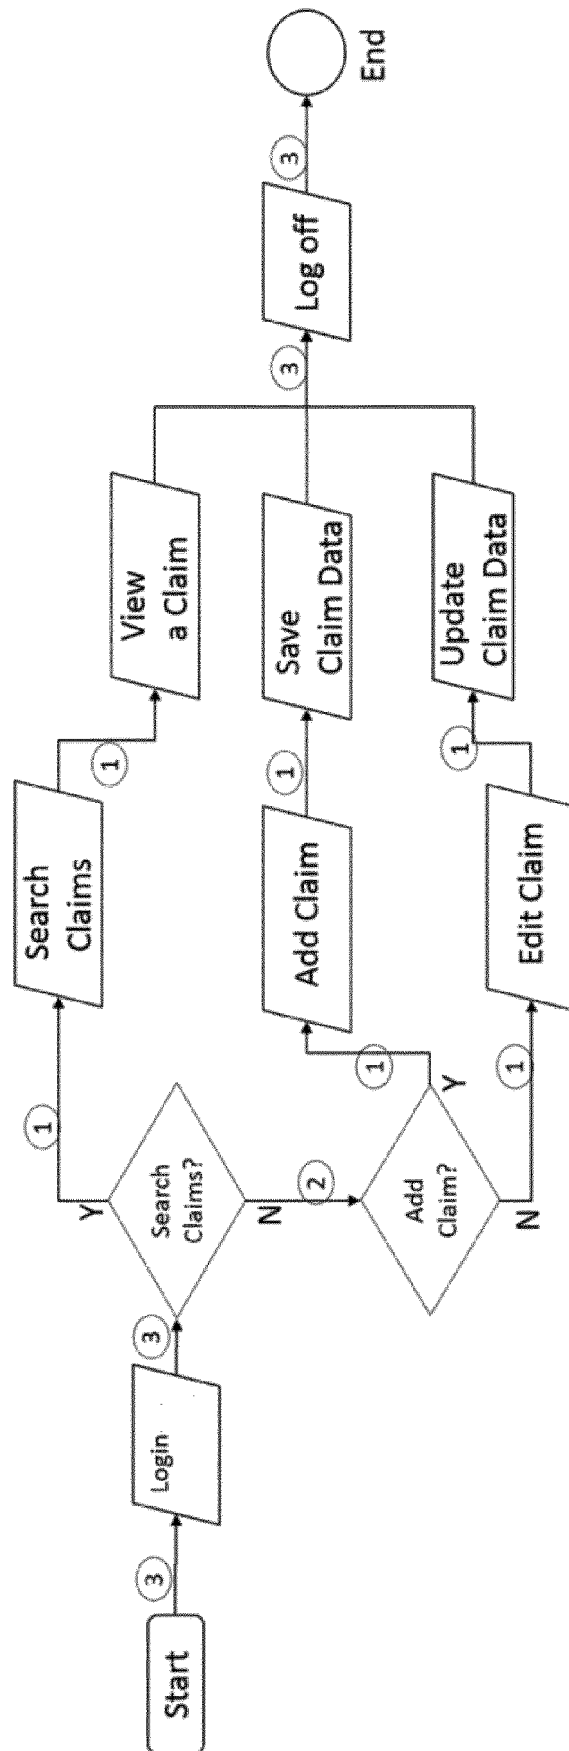 Start
3
Login
3
Search
Claims?
Y
N
1
2
Search
Claims
1
View
a Claim
Add
Claim?
Y
N
1
Add Claim
1
Save
Claim Data
1
Edit Claim
1
Update
Claim Data
3
Log off
3
End